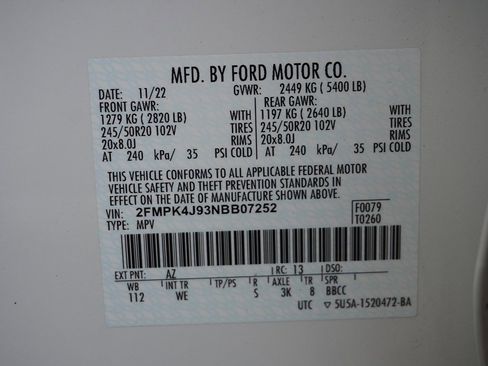 MFD. BY FORD MOTOR CO.
DATE: 11/22 GVWR: 2449 KG ( 5400 LB)
FRONT GAWR: REAR GAWR:
1279 KG ( 2820 LB) WITH 1197 KG ( 2640 LB) WITH
245/50R20 102V TIRES 245/50R20 102V TIRES
20x8.0J RIMS 20x8.0J RIMS
AT 240 kPa/ 35 PSI COLD AT 240 kPa/ 35 PSI COLD
THIS VEHICLE CONFORMS TO ALL APPLICABLE FEDERAL MOTOR
VEHICLE SAFETY AND THEFT PREVENTION STANDARDS IN
EFFECT ON THE DATE OF MANUFACTURE SHOWN ABOVE.
VIN: 2FMPK4J93NBB07252 F0079
TYPE: MPV T0260
EXT PNT: AZ RC: 13 DSO:
WB INT TR TP/PS R AXLE TR SPR
112 WE S 3K 8 BBCC
UTC ▽ 5U5A-1520472-BA